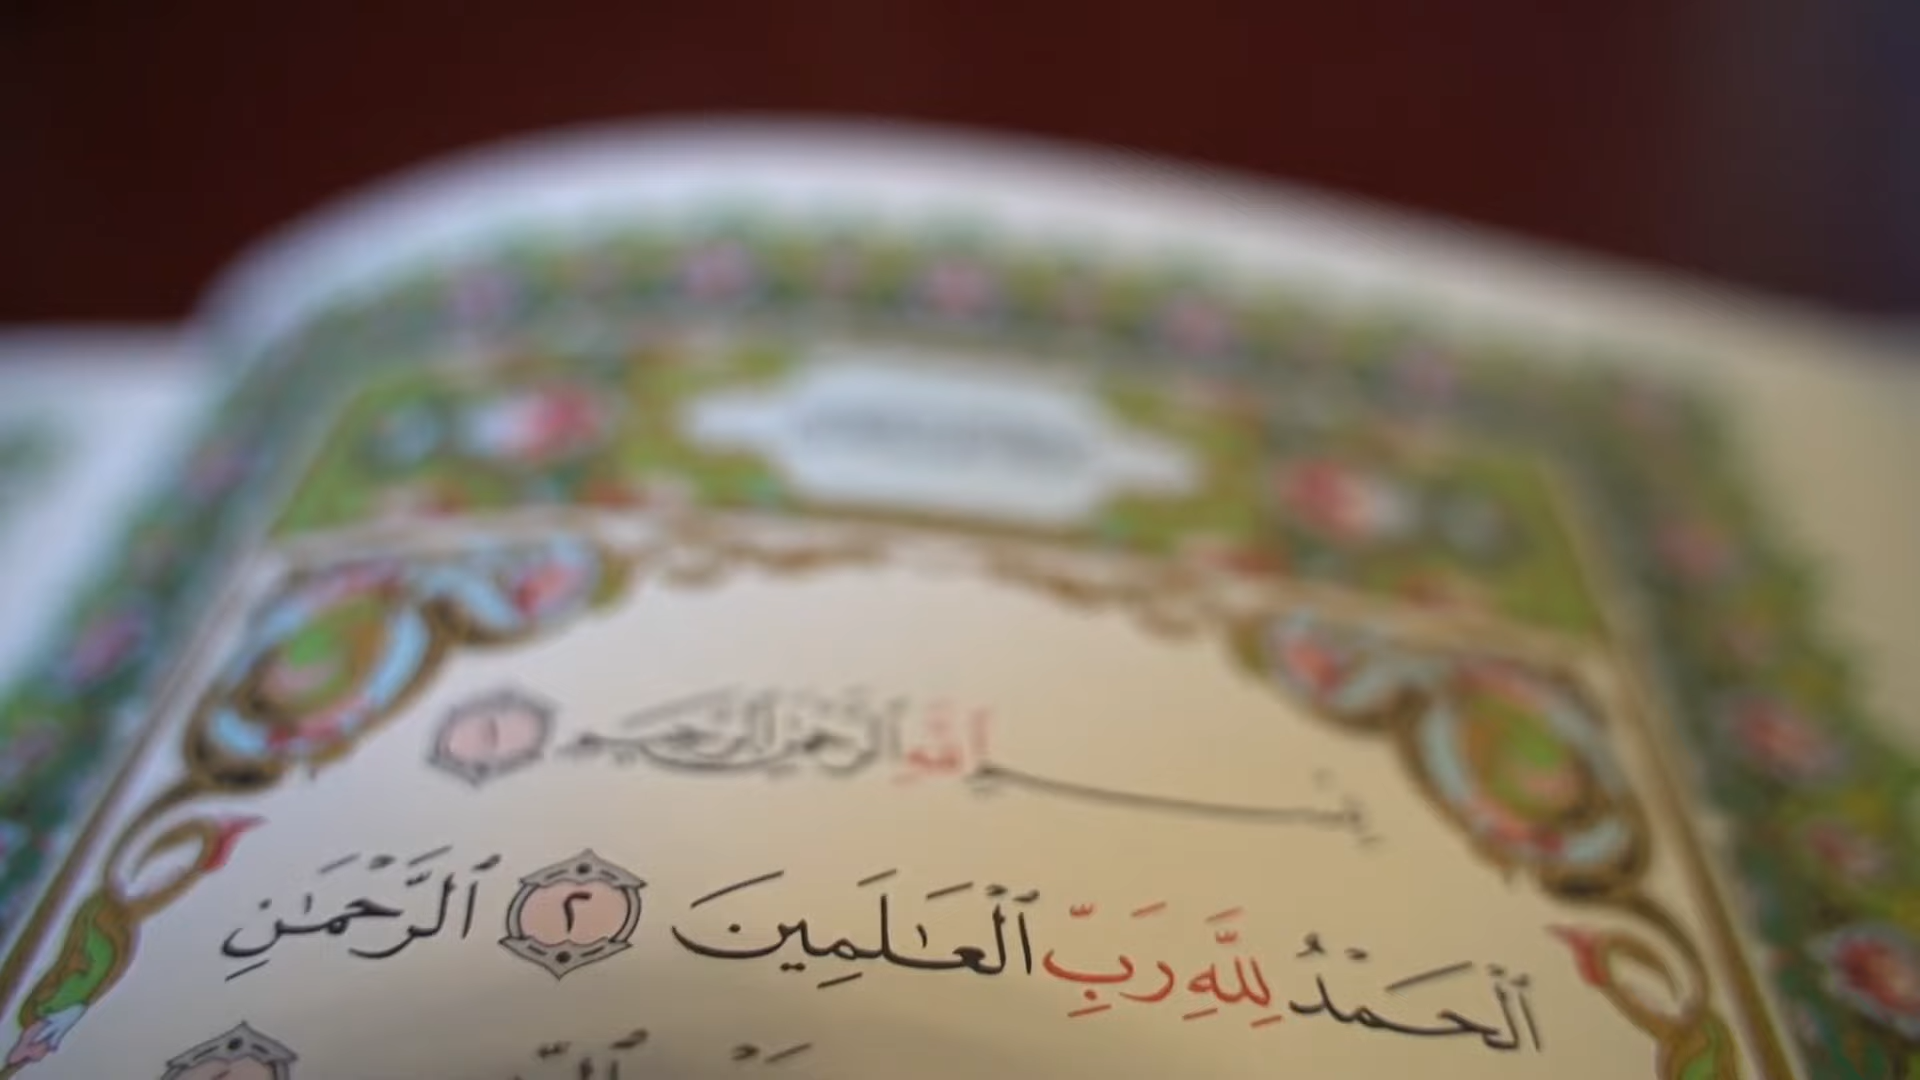 بِسْمِ ٱللَّهِ ٱلرَّحْمَٰنِ ٱلرَّحِيمِ ١
ٱلْحَمْدُ لِلَّهِ رَبِّ ٱلْعَـٰلَمِينَ ٢ ٱلرَّحْمَـٰنِ